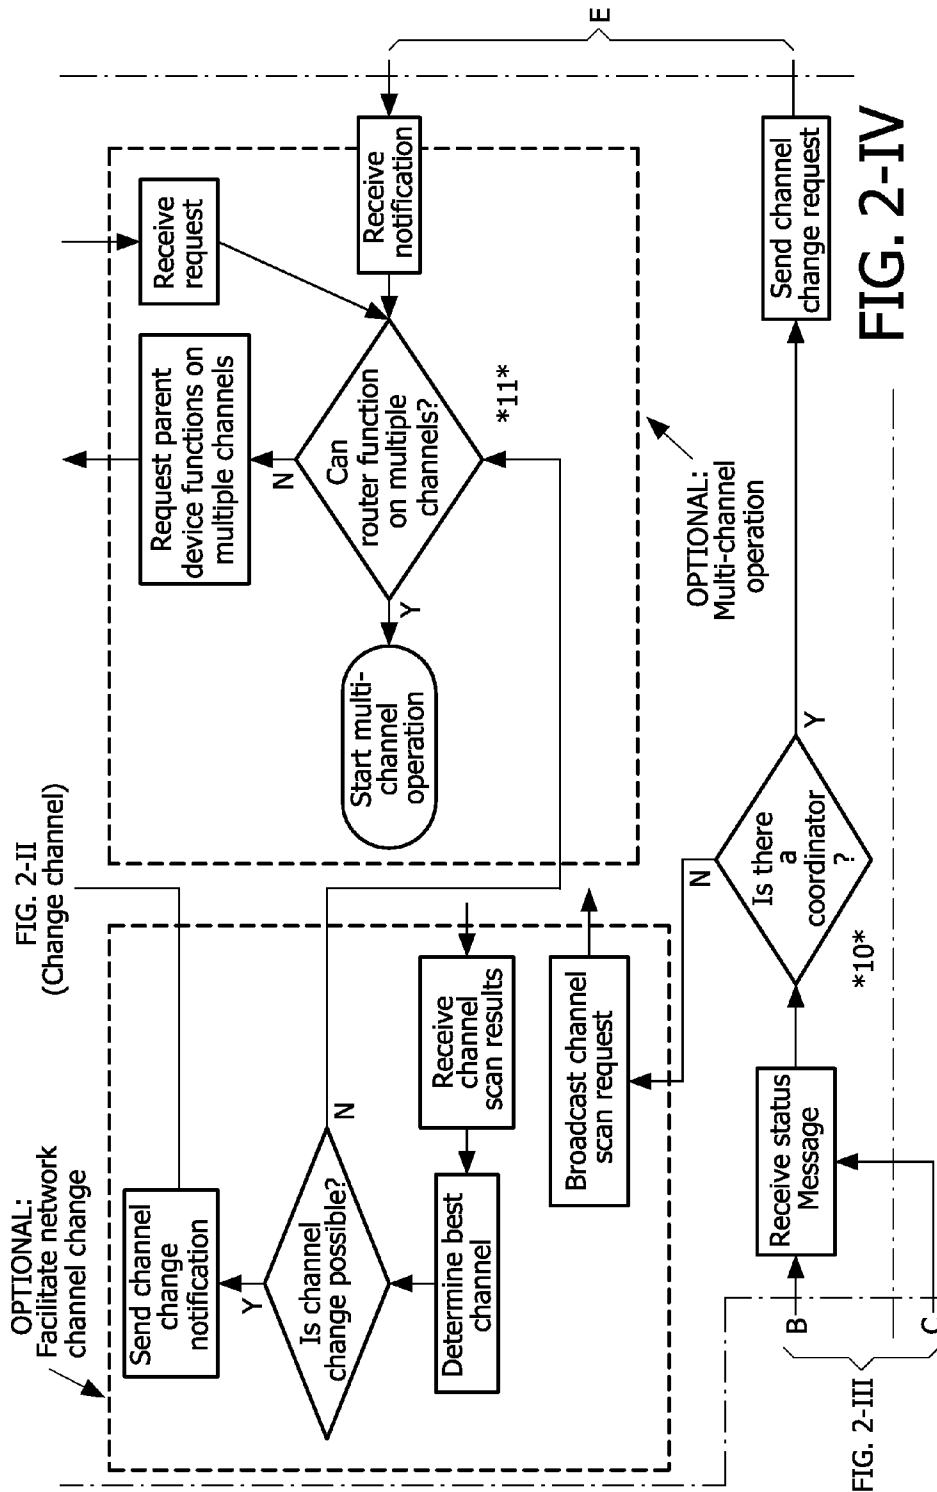 OPTIONAL:
Facilitate network
channel change
FIG. 2-II
(Change channel)
Send channel
change
notification
Y
Is channel
change possible?
N
Determine best
channel
Receive
channel
scan results
Broadcast channel
scan request
Request parent
device functions on
multiple channels
Receive
request
N
Can
router function
on multiple
channels?
Y
*11*
Start multi-
channel
operation
Receive
notification
OPTIONAL:
Multi-channel
operation
E
FIG. 2-III
B
C
Receive status
Message
*10*
Is there
a
coordinator
?
N
Y
Send channel
change request
FIG. 2-IV